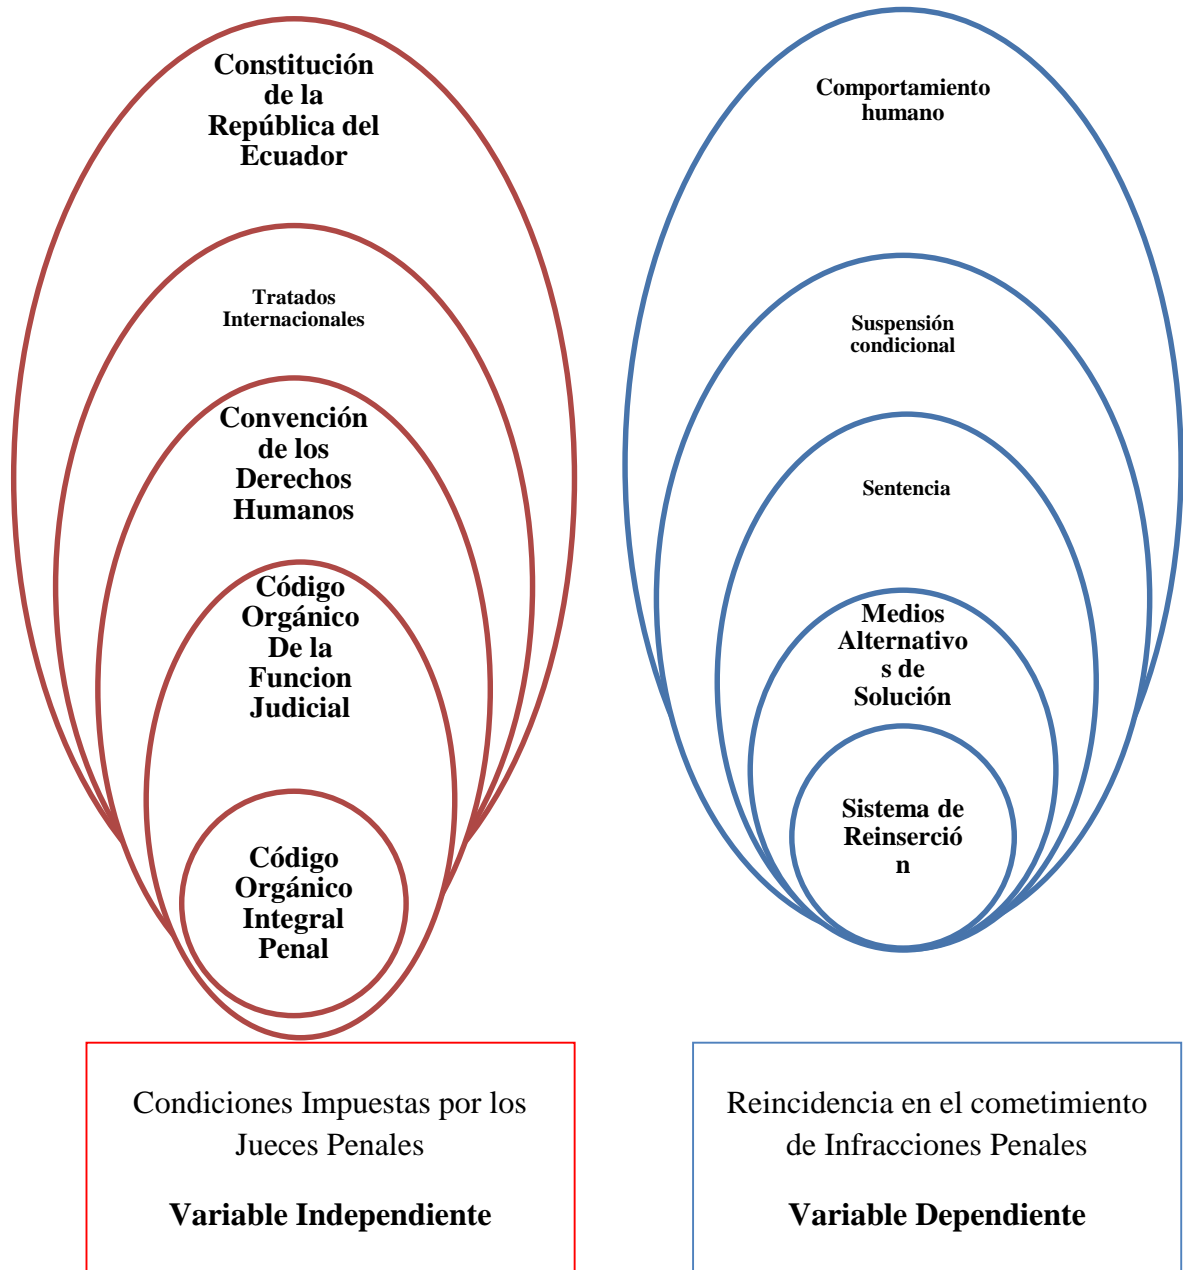 Constitución
de la
República del
Ecuador
Tratados
Internacionales
Convención
de los
Derechos
Humanos
Código
Orgánico
De la
Funcion
Judicial
Código
Orgánico
Integral
Penal
Condiciones Impuestas por los
Jueces Penales
Variable Independiente
Comportamiento
humano
Suspensión
condicional
Sentencia
Medios
Alternativo
s de
Solución
Sistema de
Reinserció
n
Reincidencia en el cometimiento
de Infracciones Penales
Variable Dependiente